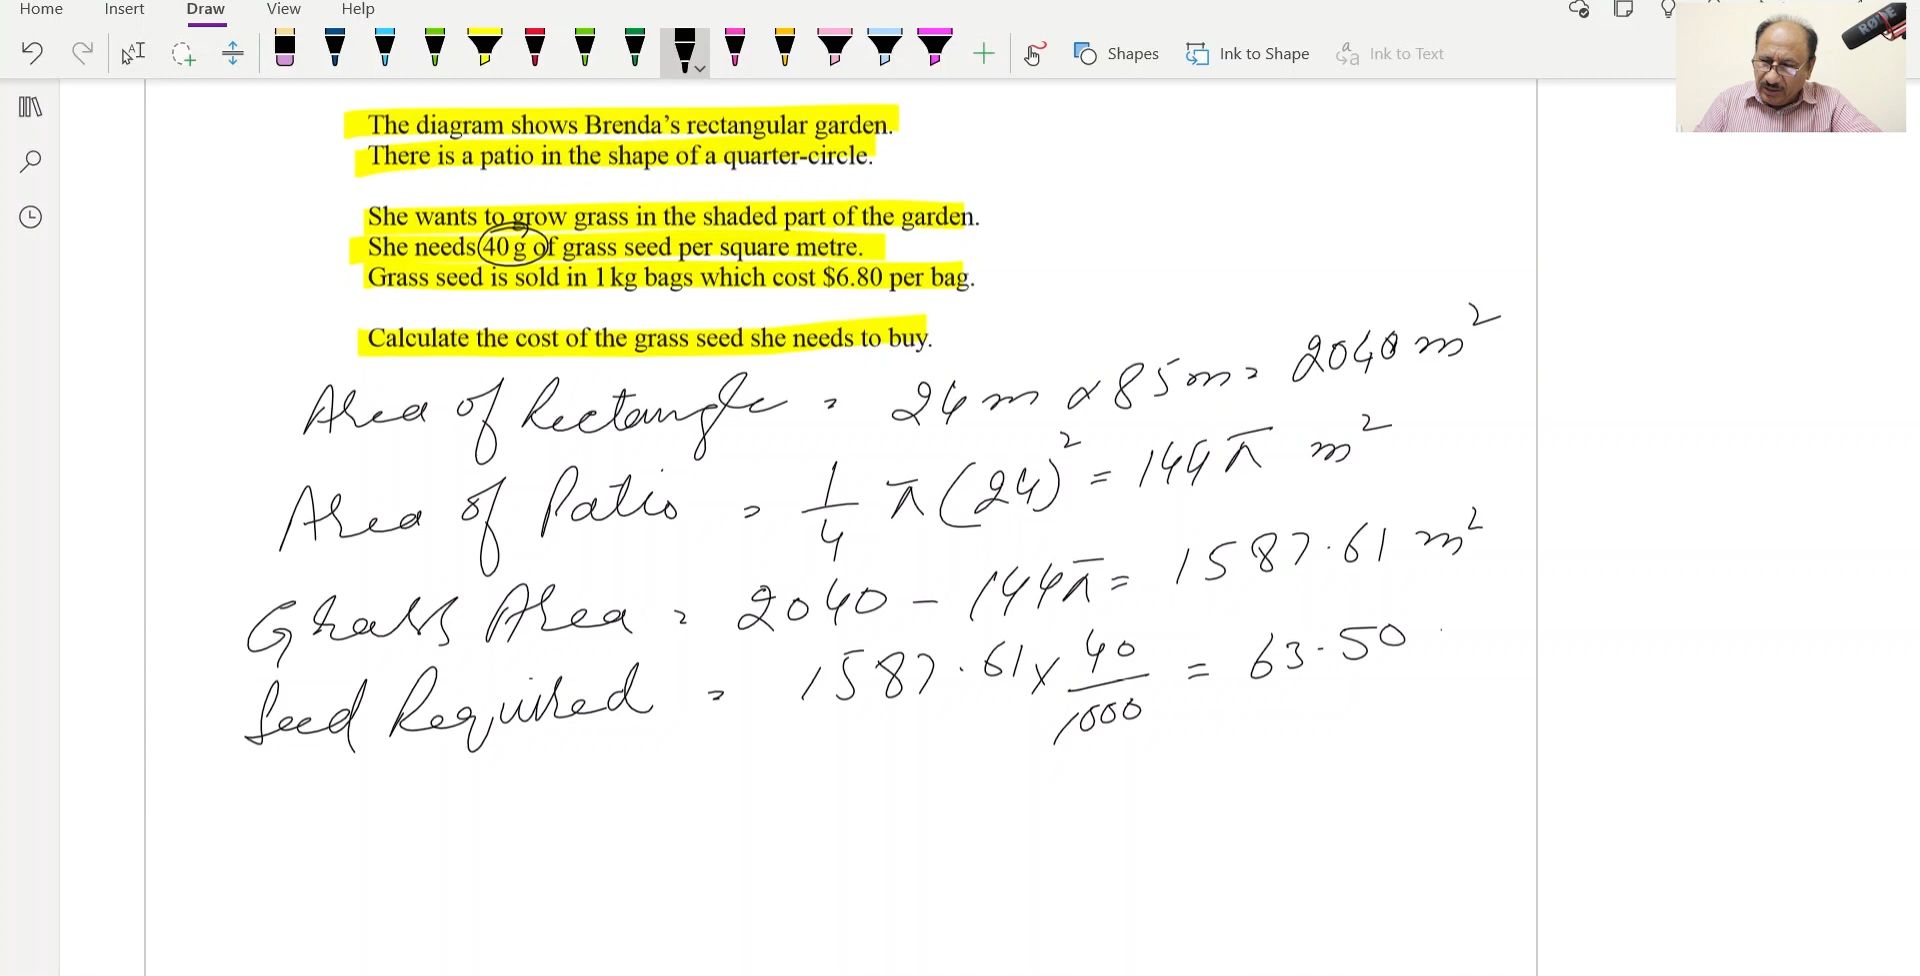 Home Insert Draw View Help
Shapes Ink to Shape Ink to Text
RØDE
The diagram shows Brenda's rectangular garden.
There is a patio in the shape of a quarter-circle.
She wants to grow grass in the shaded part of the garden.
She needs 40 g of grass seed per square metre.
Grass seed is sold in 1 kg bags which cost $6.80 per bag.
Calculate the cost of the grass seed she needs to buy.
Area of Rectangle = 24 m × 85 m = 2040 m²
Area of Patio = 1/4 π (24)² = 144 π m²
Grass Area = 2040 - 144π = 1587.61 m²
Seed Required = 1587.61 × 40/1000 = 63.50